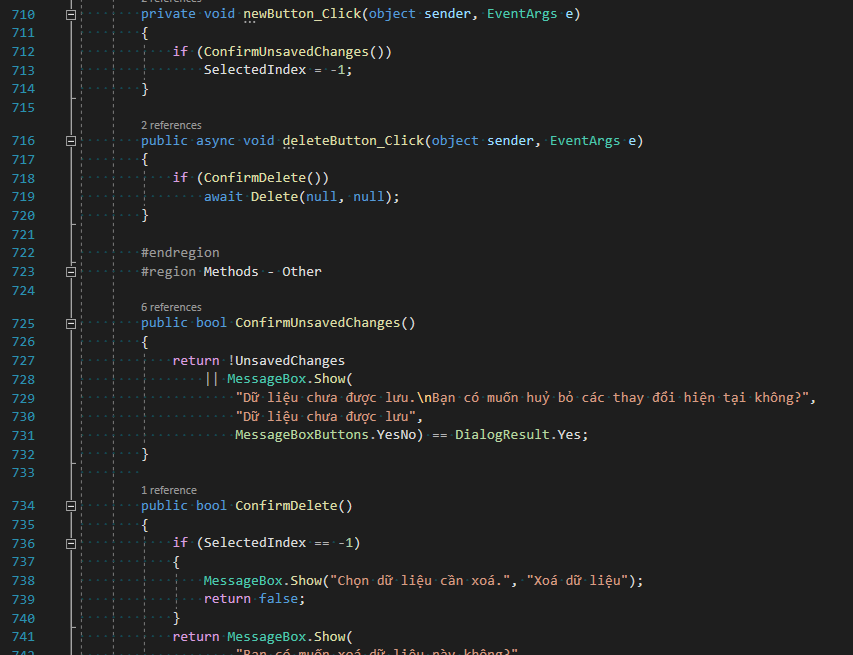 2 references
710 private void newButton_Click(object sender, EventArgs e)
711 {
712 if (ConfirmUnsavedChanges())
713 SelectedIndex = -1;
714 }
715
2 references
716 public async void deleteButton_Click(object sender, EventArgs e)
717 {
718 if (ConfirmDelete())
719 await Delete(null, null);
720 }
721
722 #endregion
723 #region Methods - Other
724
6 references
725 public bool ConfirmUnsavedChanges()
726 {
727 return !UnsavedChanges
728 || MessageBox.Show(
729 "Dữ liệu chưa được lưu.\nBạn có muốn huỷ bỏ các thay đổi hiện tại không?",
730 "Dữ liệu chưa được lưu",
731 MessageBoxButtons.YesNo) == DialogResult.Yes;
732 }
733
1 reference
734 public bool ConfirmDelete()
735 {
736 if (SelectedIndex == -1)
737 {
738 MessageBox.Show("Chọn dữ liệu cần xoá.", "Xoá dữ liệu");
739 return false;
740 }
741 return MessageBox.Show(
742 "Bạn có muốn xoá dữ liệu này không?"